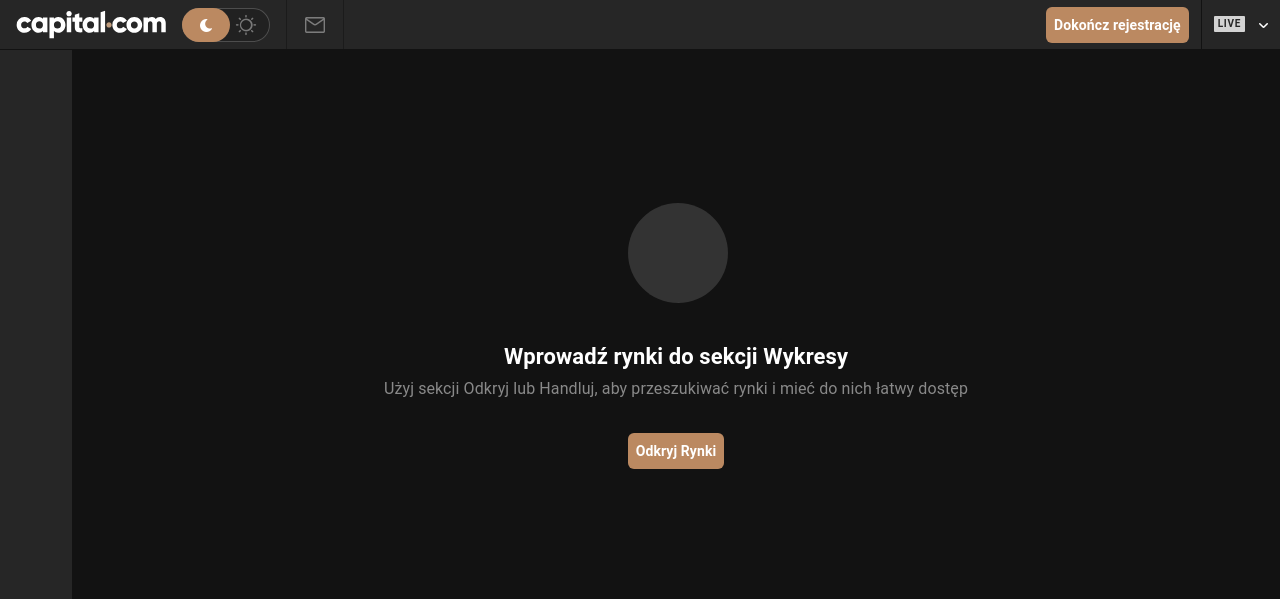 capital.com
Dokończ rejestrację
LIVE
Wprowadź rynki do sekcji Wykresy
Użyj sekcji Odkryj lub Handluj, aby przeszukiwać rynki i mieć do nich łatwy dostęp
Odkryj Rynki